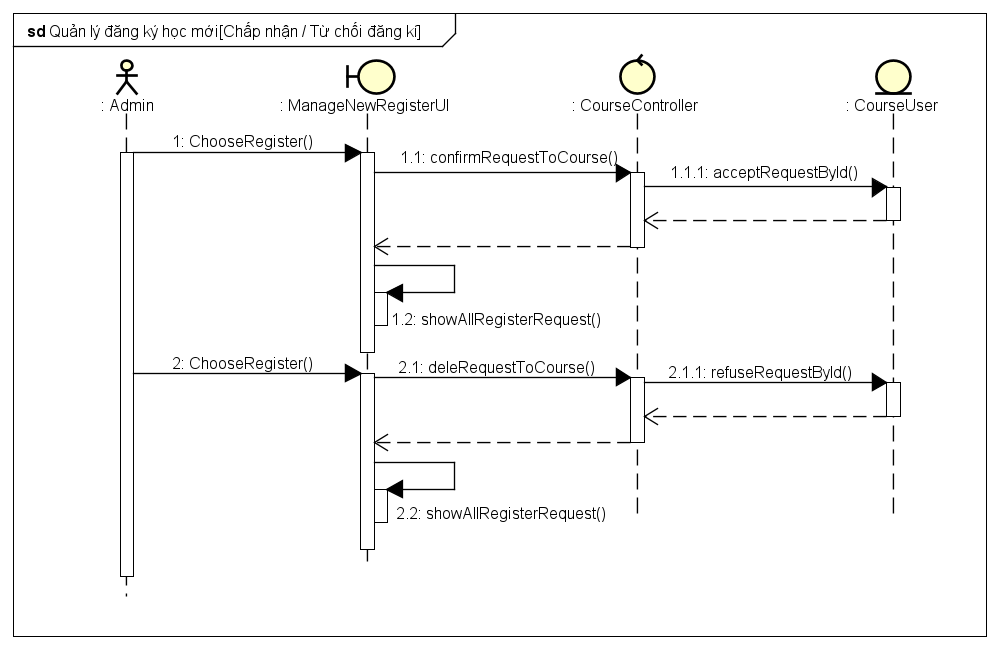 sd Quản lý đăng ký học mới[Chấp nhận / Từ chối đăng kí]
: Admin
: ManageNewRegisterUI
: CourseController
: CourseUser
1: ChooseRegister()
1.1: confirmRequestToCourse()
1.1.1: acceptRequestById()
1.2: showAllRegisterRequest()
2: ChooseRegister()
2.1: deleRequestToCourse()
2.1.1: refuseRequestById()
2.2: showAllRegisterRequest()